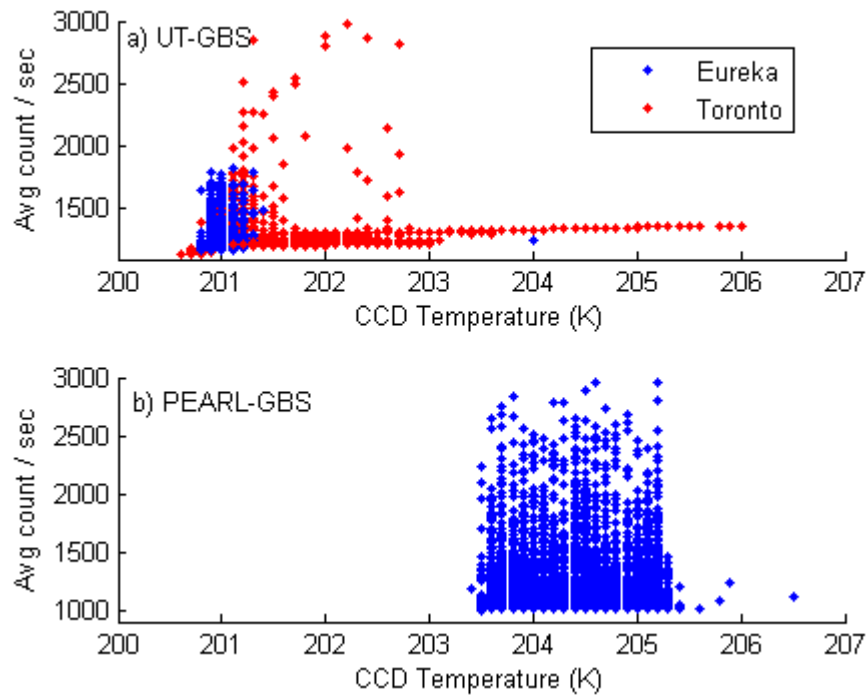 a) UT-GBS
Eureka
Toronto
Avg count / sec
3000
2500
2000
1500
200 201 202 203 204 205 206 207
CCD Temperature (K)
b) PEARL-GBS
Avg count / sec
3000
2500
2000
1500
1000
200 201 202 203 204 205 206 207
CCD Temperature (K)